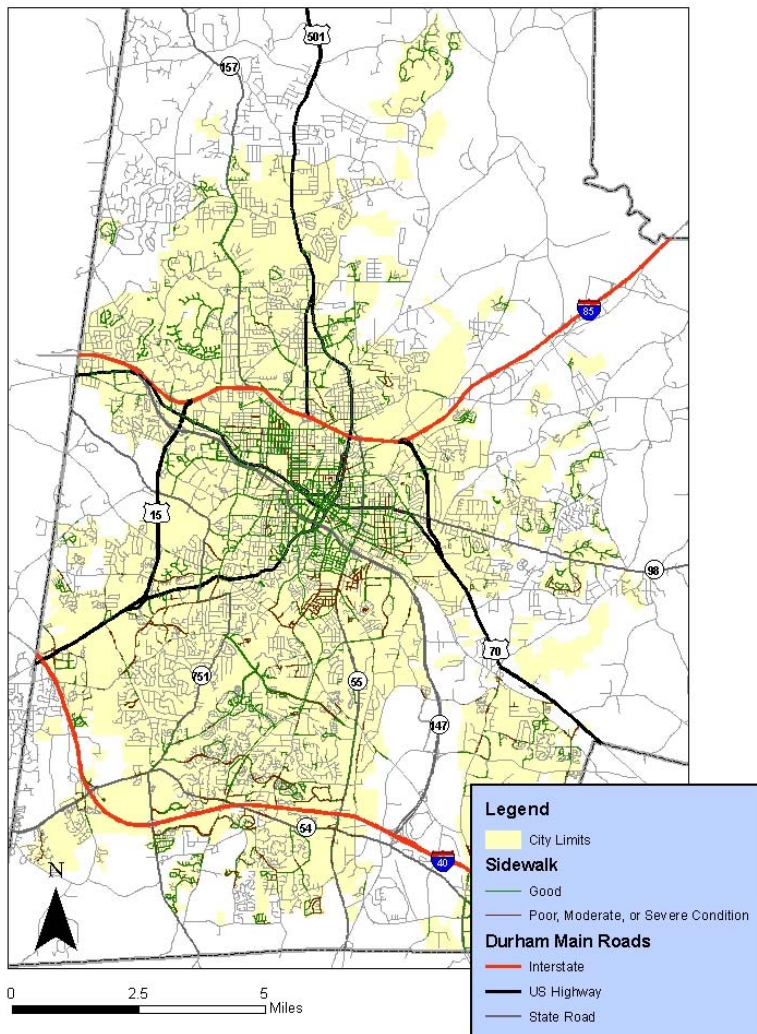 501
157
85
15
98
70
751
55
147
54
40
N
0 2.5 5
Miles
Legend
City Limits
Sidewalk
Good
Poor, Moderate, or Severe Condition
Durham Main Roads
Interstate
US Highway
State Road